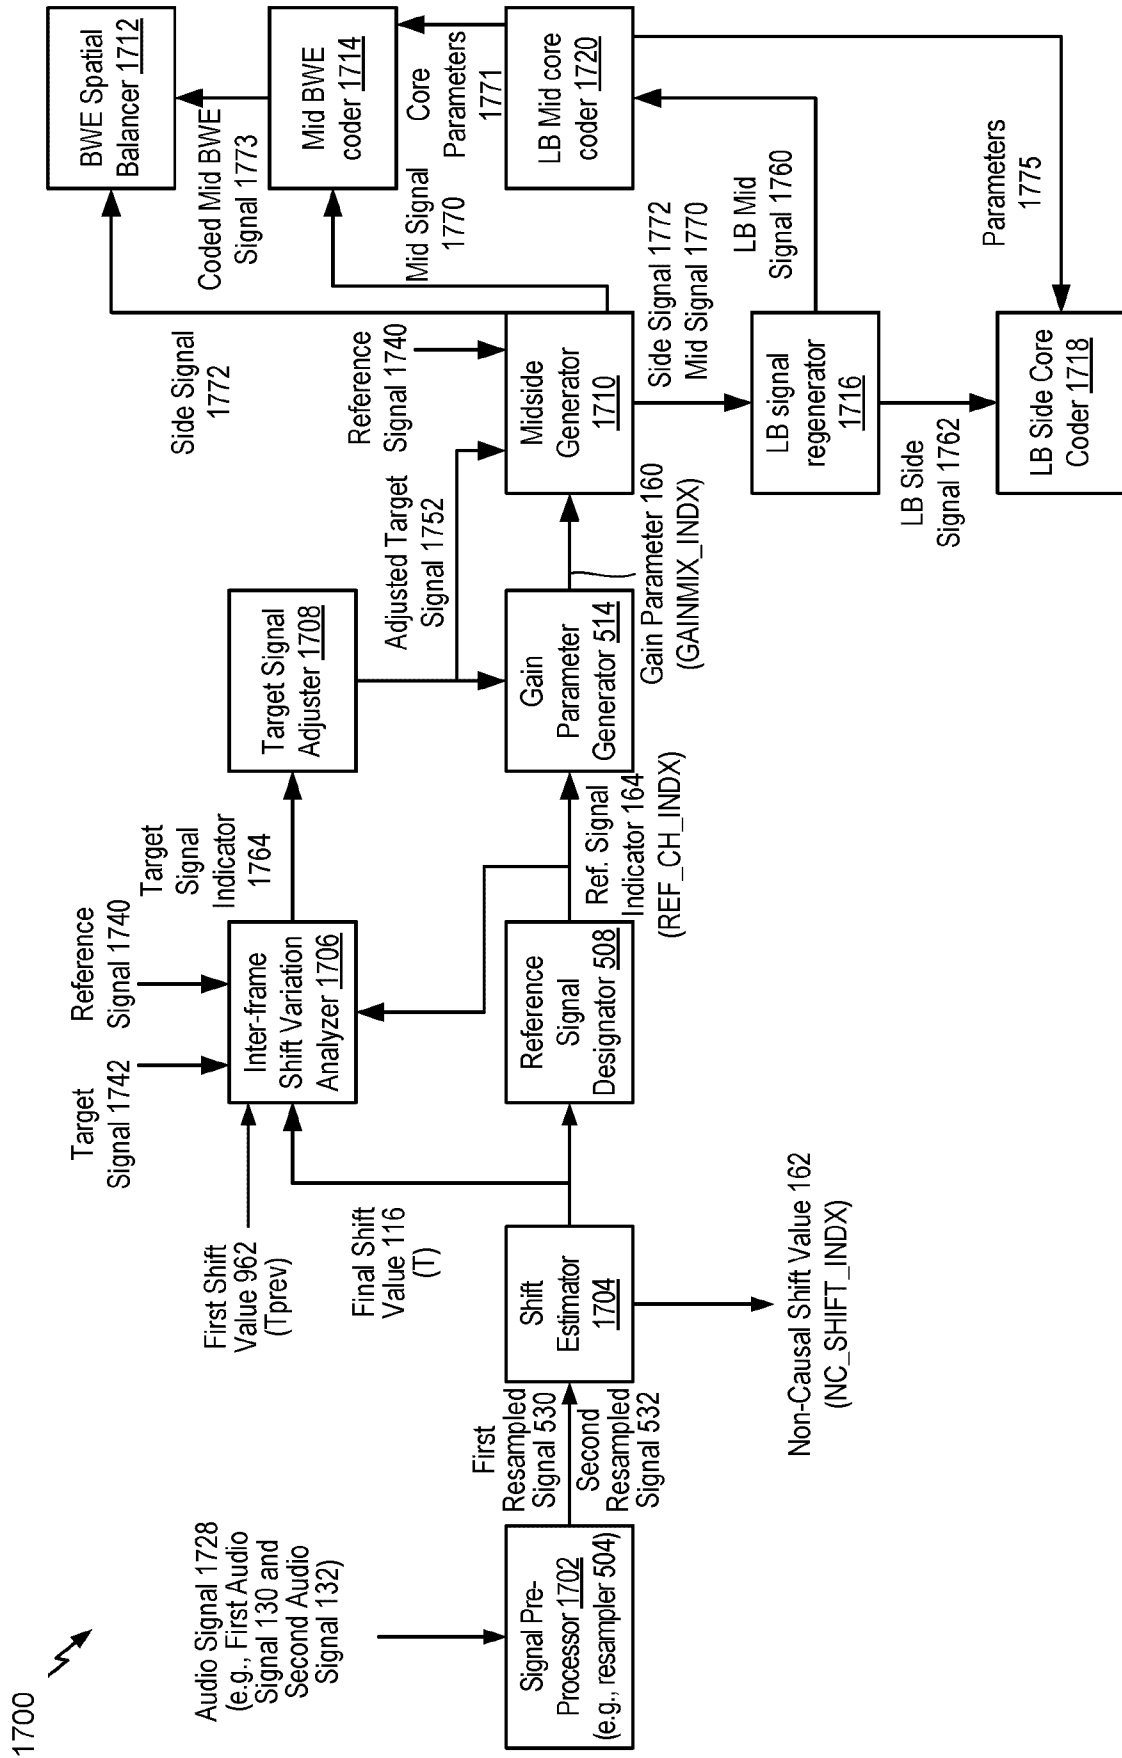 1700
Audio Signal 1728
(e.g., First Audio
Signal 130 and
Second Audio
Signal 132)
Signal Pre-
Processor 1702
(e.g., resampler 504)
First
Resampled
Signal 530
Second
Resampled
Signal 532
Shift
Estimator
1704
Non-Causal Shift Value 162
(NC_SHIFT_INDX)
Final Shift
Value 116
(T)
First Shift
Value 962
(Tprev)
Target
Signal 1742
Reference
Signal 1740
Inter-frame
Shift Variation
Analyzer 1706
Reference
Signal
Designator 508
Ref. Signal
Indicator 164
(REF_CH_INDX)
Target
Signal
Indicator
1764
Target Signal
Adjuster 1708
Gain
Parameter
Generator 514
Adjusted Target
Signal 1752
Gain Parameter 160
(GAINMIX_INDX)
Reference
Signal 1740
Midside
Generator
1710
Side Signal
1772
Mid Signal
1770
Side Signal 1772
Mid Signal 1770
LB signal
regenerator
1716
LB Mid
Signal 1760
LB Side
Signal 1762
BWE Spatial
Balancer 1712
Coded Mid BWE
Signal 1773
Mid BWE
coder 1714
Core
Parameters
1771
LB Mid core
coder 1720
Parameters
1775
LB Side Core
Coder 1718